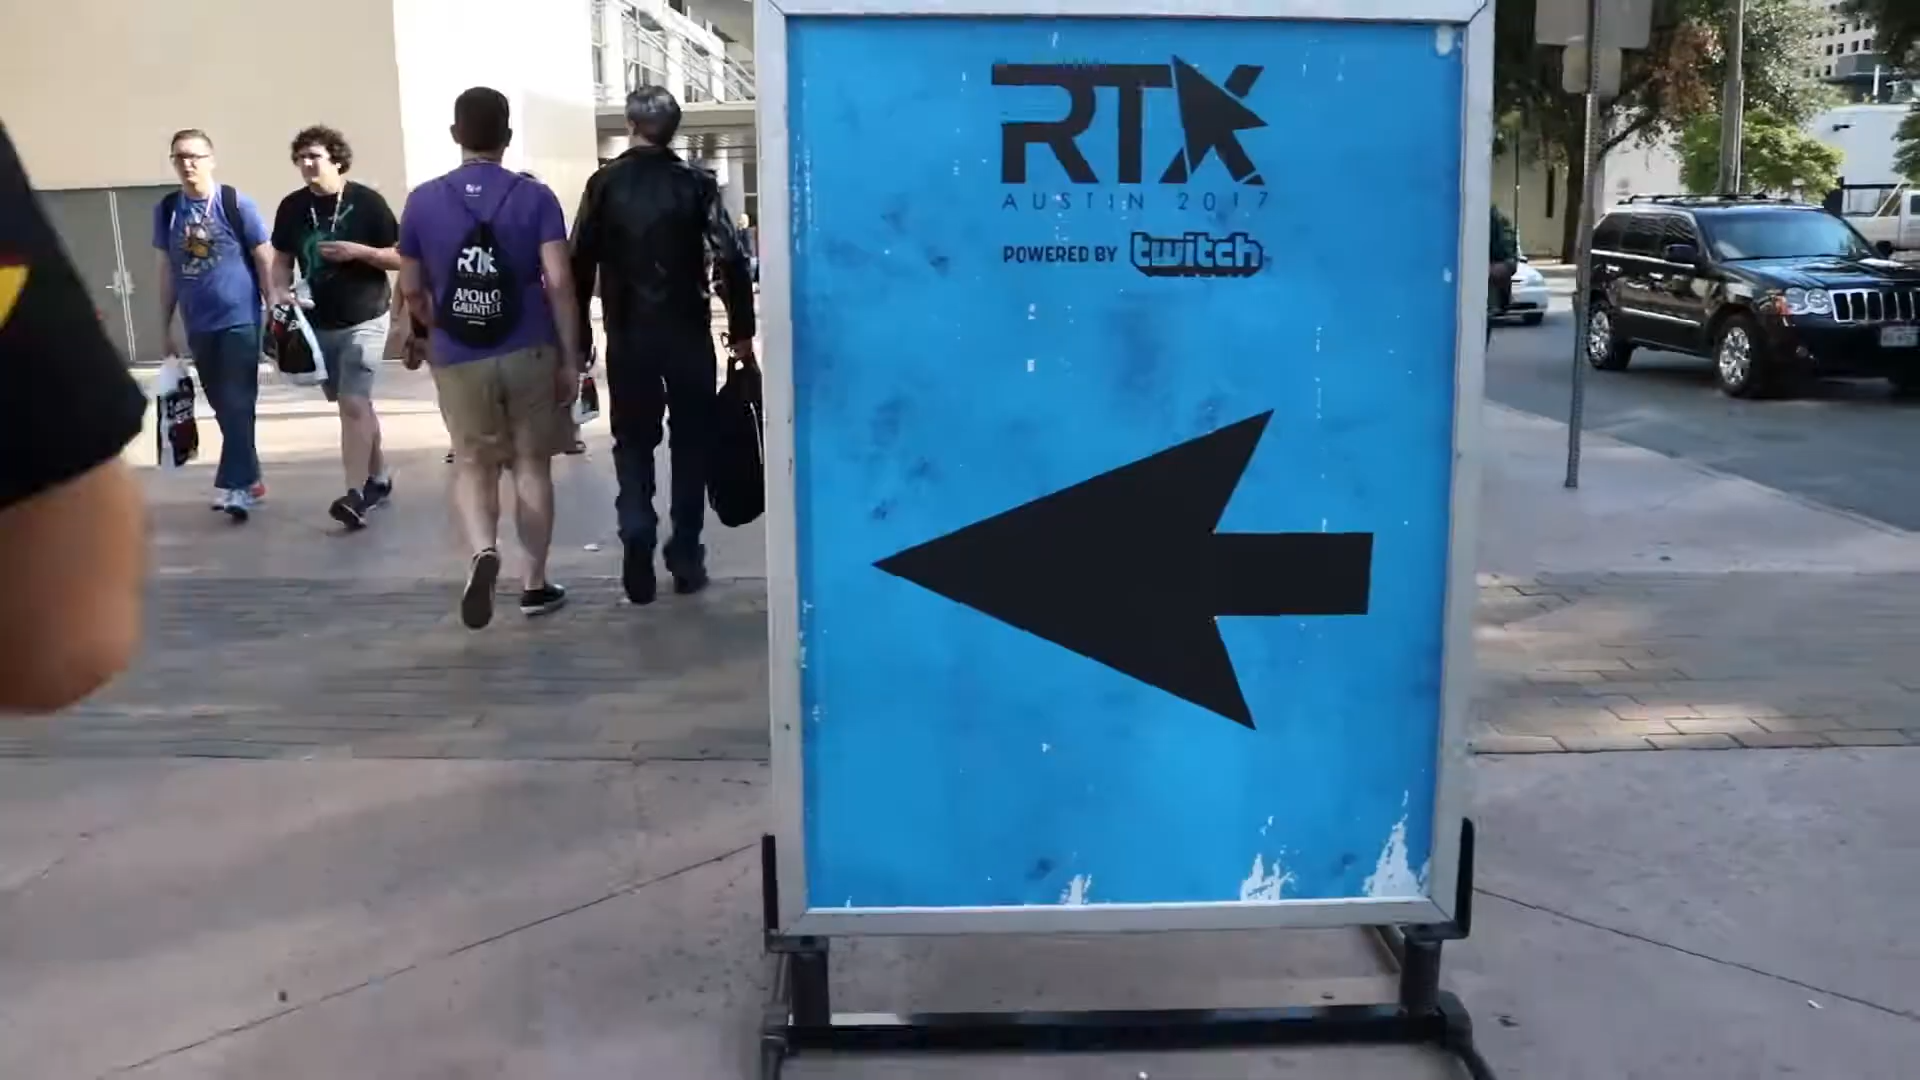 RTX
AUSTIN 2017
POWERED BY twitch
RTX
APOLLO
GAUNTLET